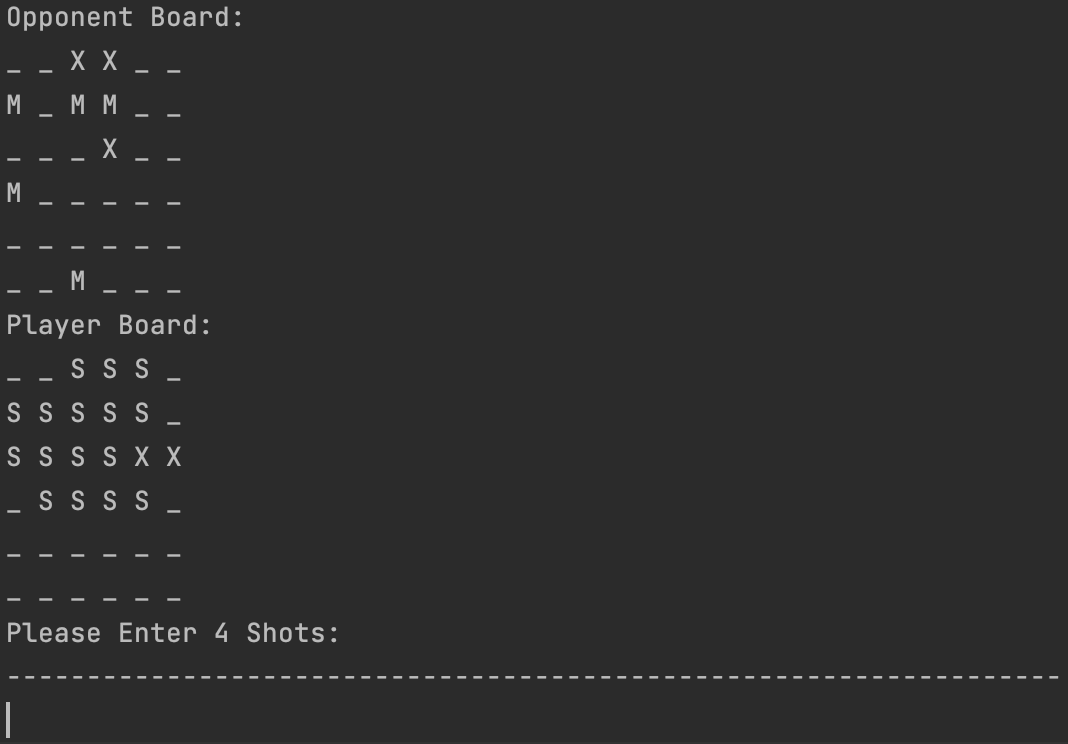 Opponent Board:
_ _ X X _ _
M _ M M _ _
_ _ _ X _ _
M _ _ _ _ _
_ _ _ _ _ _
_ _ M _ _ _
Player Board:
_ _ S S S _
S S S S S _
S S S S X X
_ S S S S _
_ _ _ _ _ _
_ _ _ _ _ _
Please Enter 4 Shots:
------------------------------------------------------------------